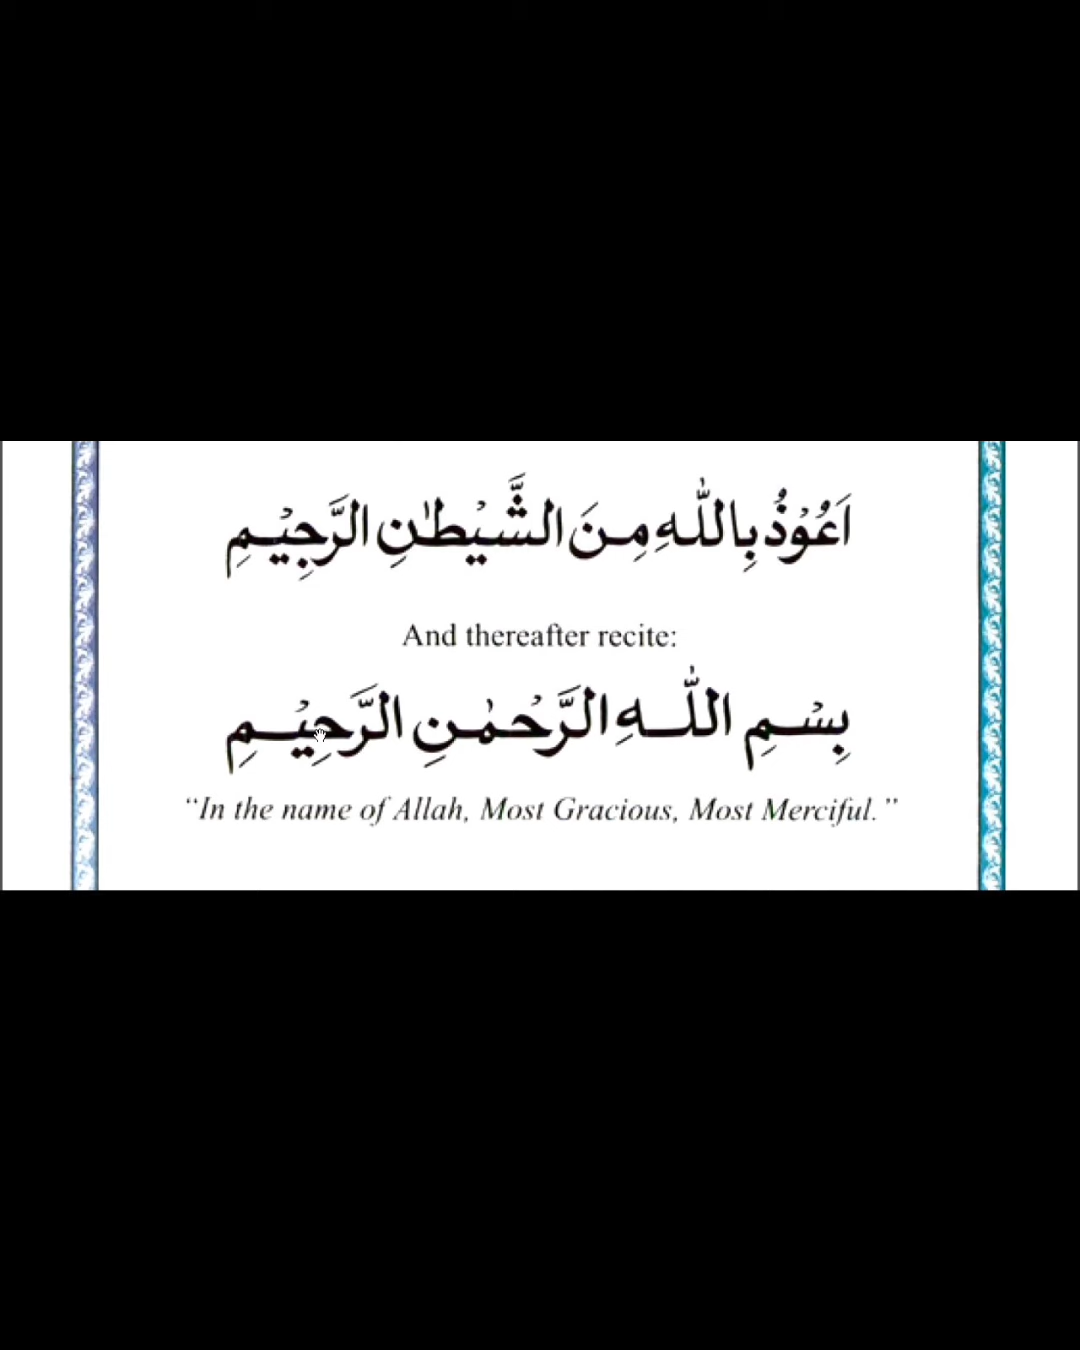 اَعُوْذُ بِاللّٰهِ مِنَ الشَّيْطٰنِ الرَّجِيْمِ
And thereafter recite:
بِسْمِ اللّٰهِ الرَّحْمٰنِ الرَّحِيْمِ
“In the name of Allah, Most Gracious, Most Merciful.”